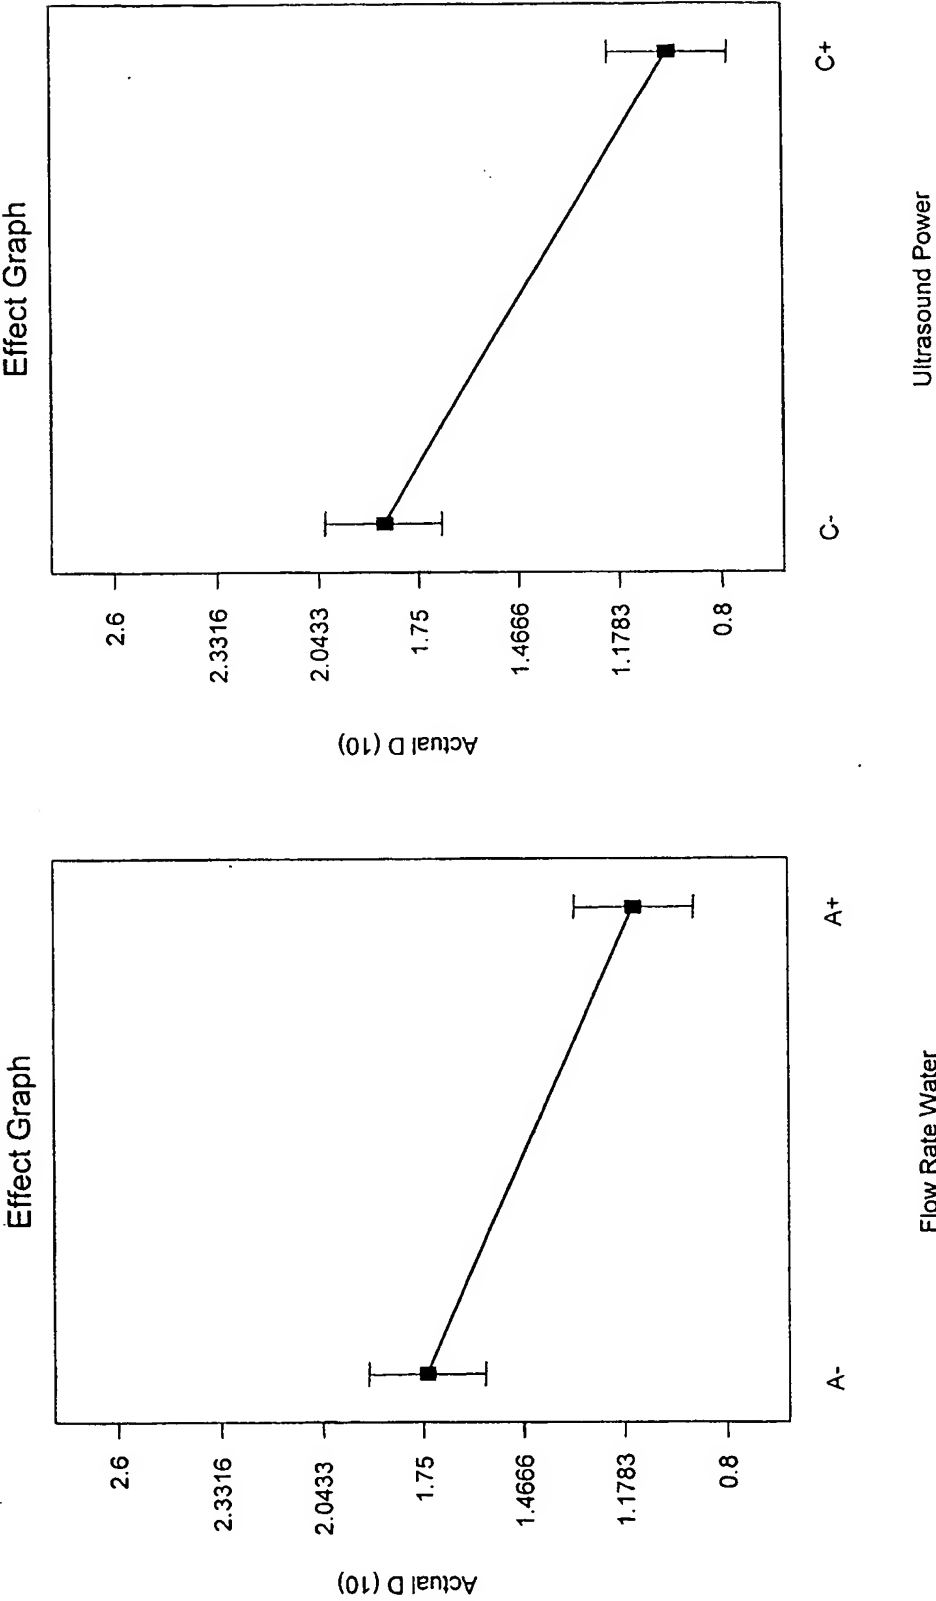 Effect Graph
2.6
2.3316
2.0433
1.75
1.4666
1.1783
0.8
Actual D (10)
A-
A+
Flow Rate Water
Effect Graph
2.6
2.3316
2.0433
1.75
1.4666
1.1783
0.8
Actual D (10)
C-
C+
Ultrasound Power